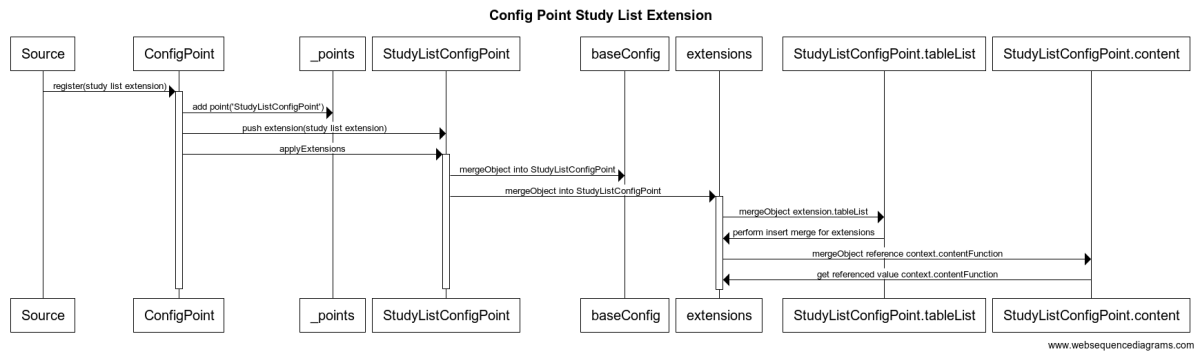 Config Point Study List Extension
Source
ConfigPoint
_points
StudyListConfigPoint
baseConfig
extensions
StudyListConfigPoint.tableList
StudyListConfigPoint.content
register(study list extension)
add point('StudyListConfigPoint')
push extension(study list extension)
applyExtensions
mergeObject into StudyListConfigPoint
mergeObject into StudyListConfigPoint
mergeObject extension.tableList
perform insert merge for extensions
mergeObject reference context.contentFunction
get referenced value context.contentFunction
Source
ConfigPoint
_points
StudyListConfigPoint
baseConfig
extensions
StudyListConfigPoint.tableList
StudyListConfigPoint.content
www.websequencediagrams.com